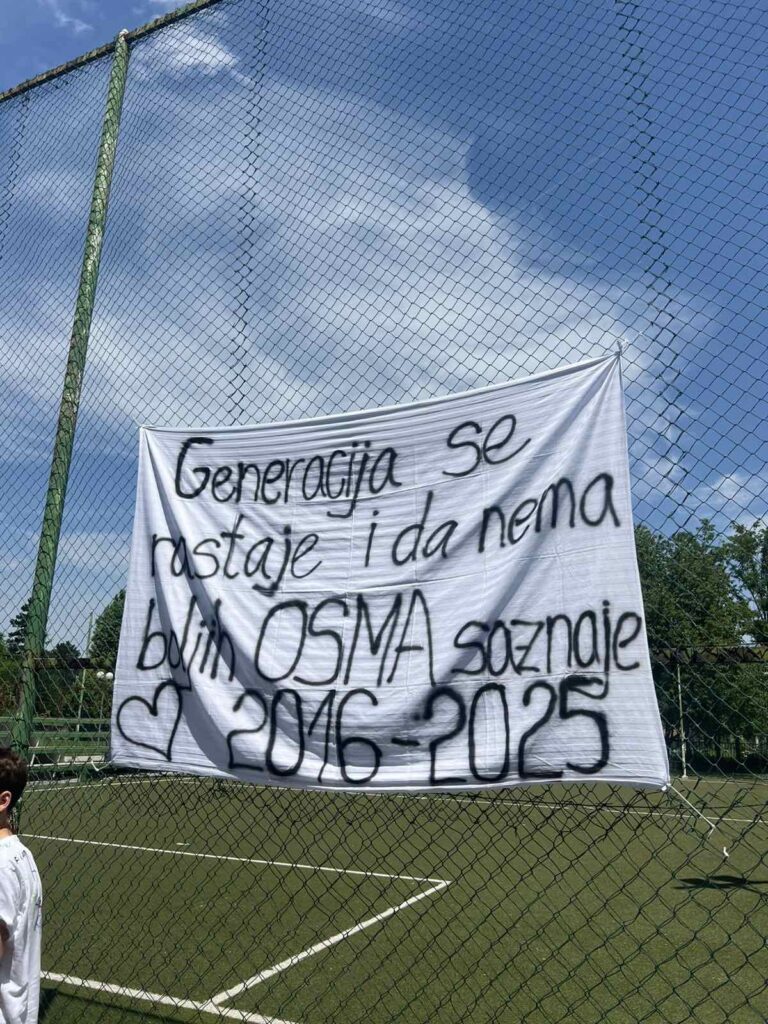 Generacija se
rastaje i da nema
boljih OSMA saznaje
♡ 2016-2025